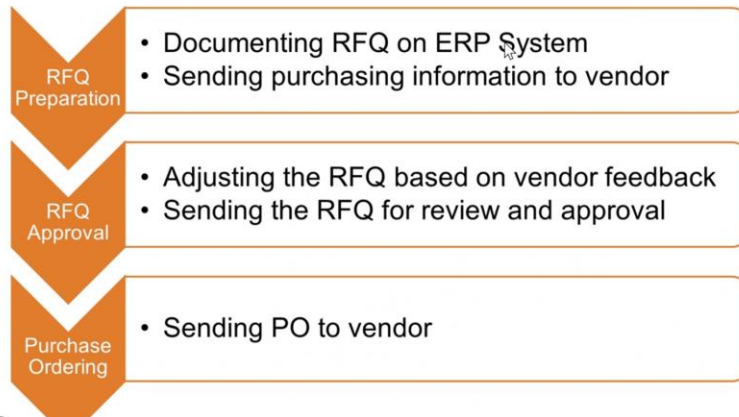 RFQ
Preparation
• Documenting RFQ on ERP System
• Sending purchasing information to vendor
RFQ
Approval
• Adjusting the RFQ based on vendor feedback
• Sending the RFQ for review and approval
Purchase
Ordering
• Sending PO to vendor